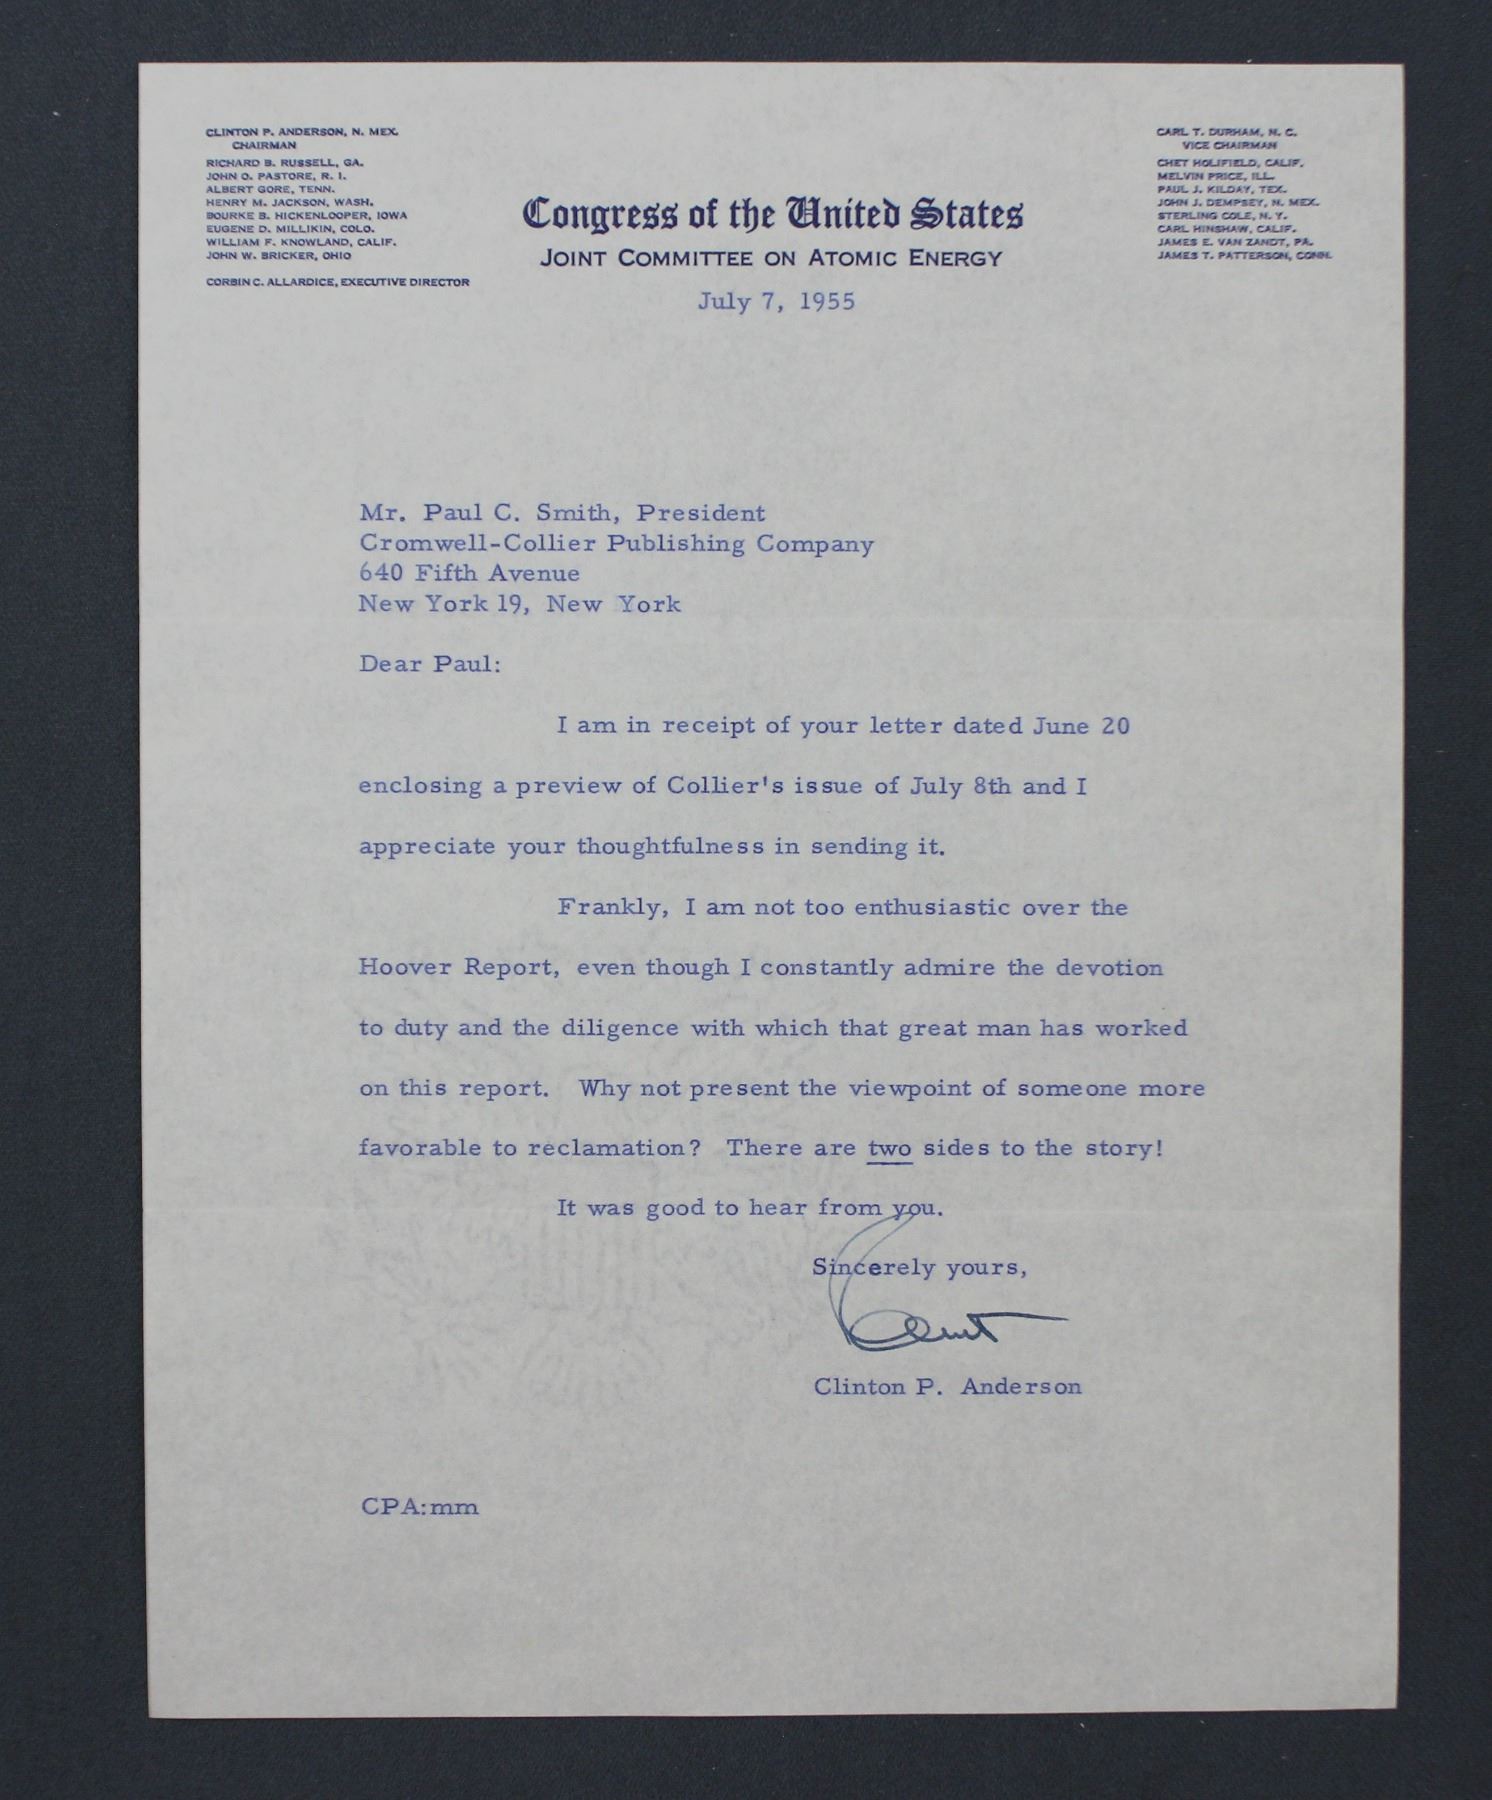 CLINTON P. ANDERSON, N. MEX.
CHAIRMAN
RICHARD B. RUSSELL, GA.
JOHN O. PASTORE, R. I.
ALBERT GORE, TENN.
HENRY M. JACKSON, WASH.
BOURKE B. HICKENLOOPER, IOWA
EUGENE D. MILLIKIN, COLO.
WILLIAM F. KNOWLAND, CALIF.
JOHN W. BRICKER, OHIO
CORBIN C. ALLARDICE, EXECUTIVE DIRECTOR
CARL T. DURHAM, N. C.
VICE CHAIRMAN
CHET HOLIFIELD, CALIF.
MELVIN PRICE, ILL.
PAUL J. KILDAY, TEX.
JOHN J. DEMPSEY, N. MEX.
STERLING COLE, N. Y.
CARL HINSHAW, CALIF.
JAMES E. VAN ZANDT, PA.
JAMES T. PATTERSON, CONN.
Congress of the United States
JOINT COMMITTEE ON ATOMIC ENERGY
July 7, 1955
Mr. Paul C. Smith, President
Cromwell-Collier Publishing Company
640 Fifth Avenue
New York 19, New York
Dear Paul:
I am in receipt of your letter dated June 20
enclosing a preview of Collier's issue of July 8th and I
appreciate your thoughtfulness in sending it.
Frankly, I am not too enthusiastic over the
Hoover Report, even though I constantly admire the devotion
to duty and the diligence with which that great man has worked
on this report. Why not present the viewpoint of someone more
favorable to reclamation? There are two sides to the story!
It was good to hear from you.
Sincerely yours,
Clint
Clinton P. Anderson
CPA:mm